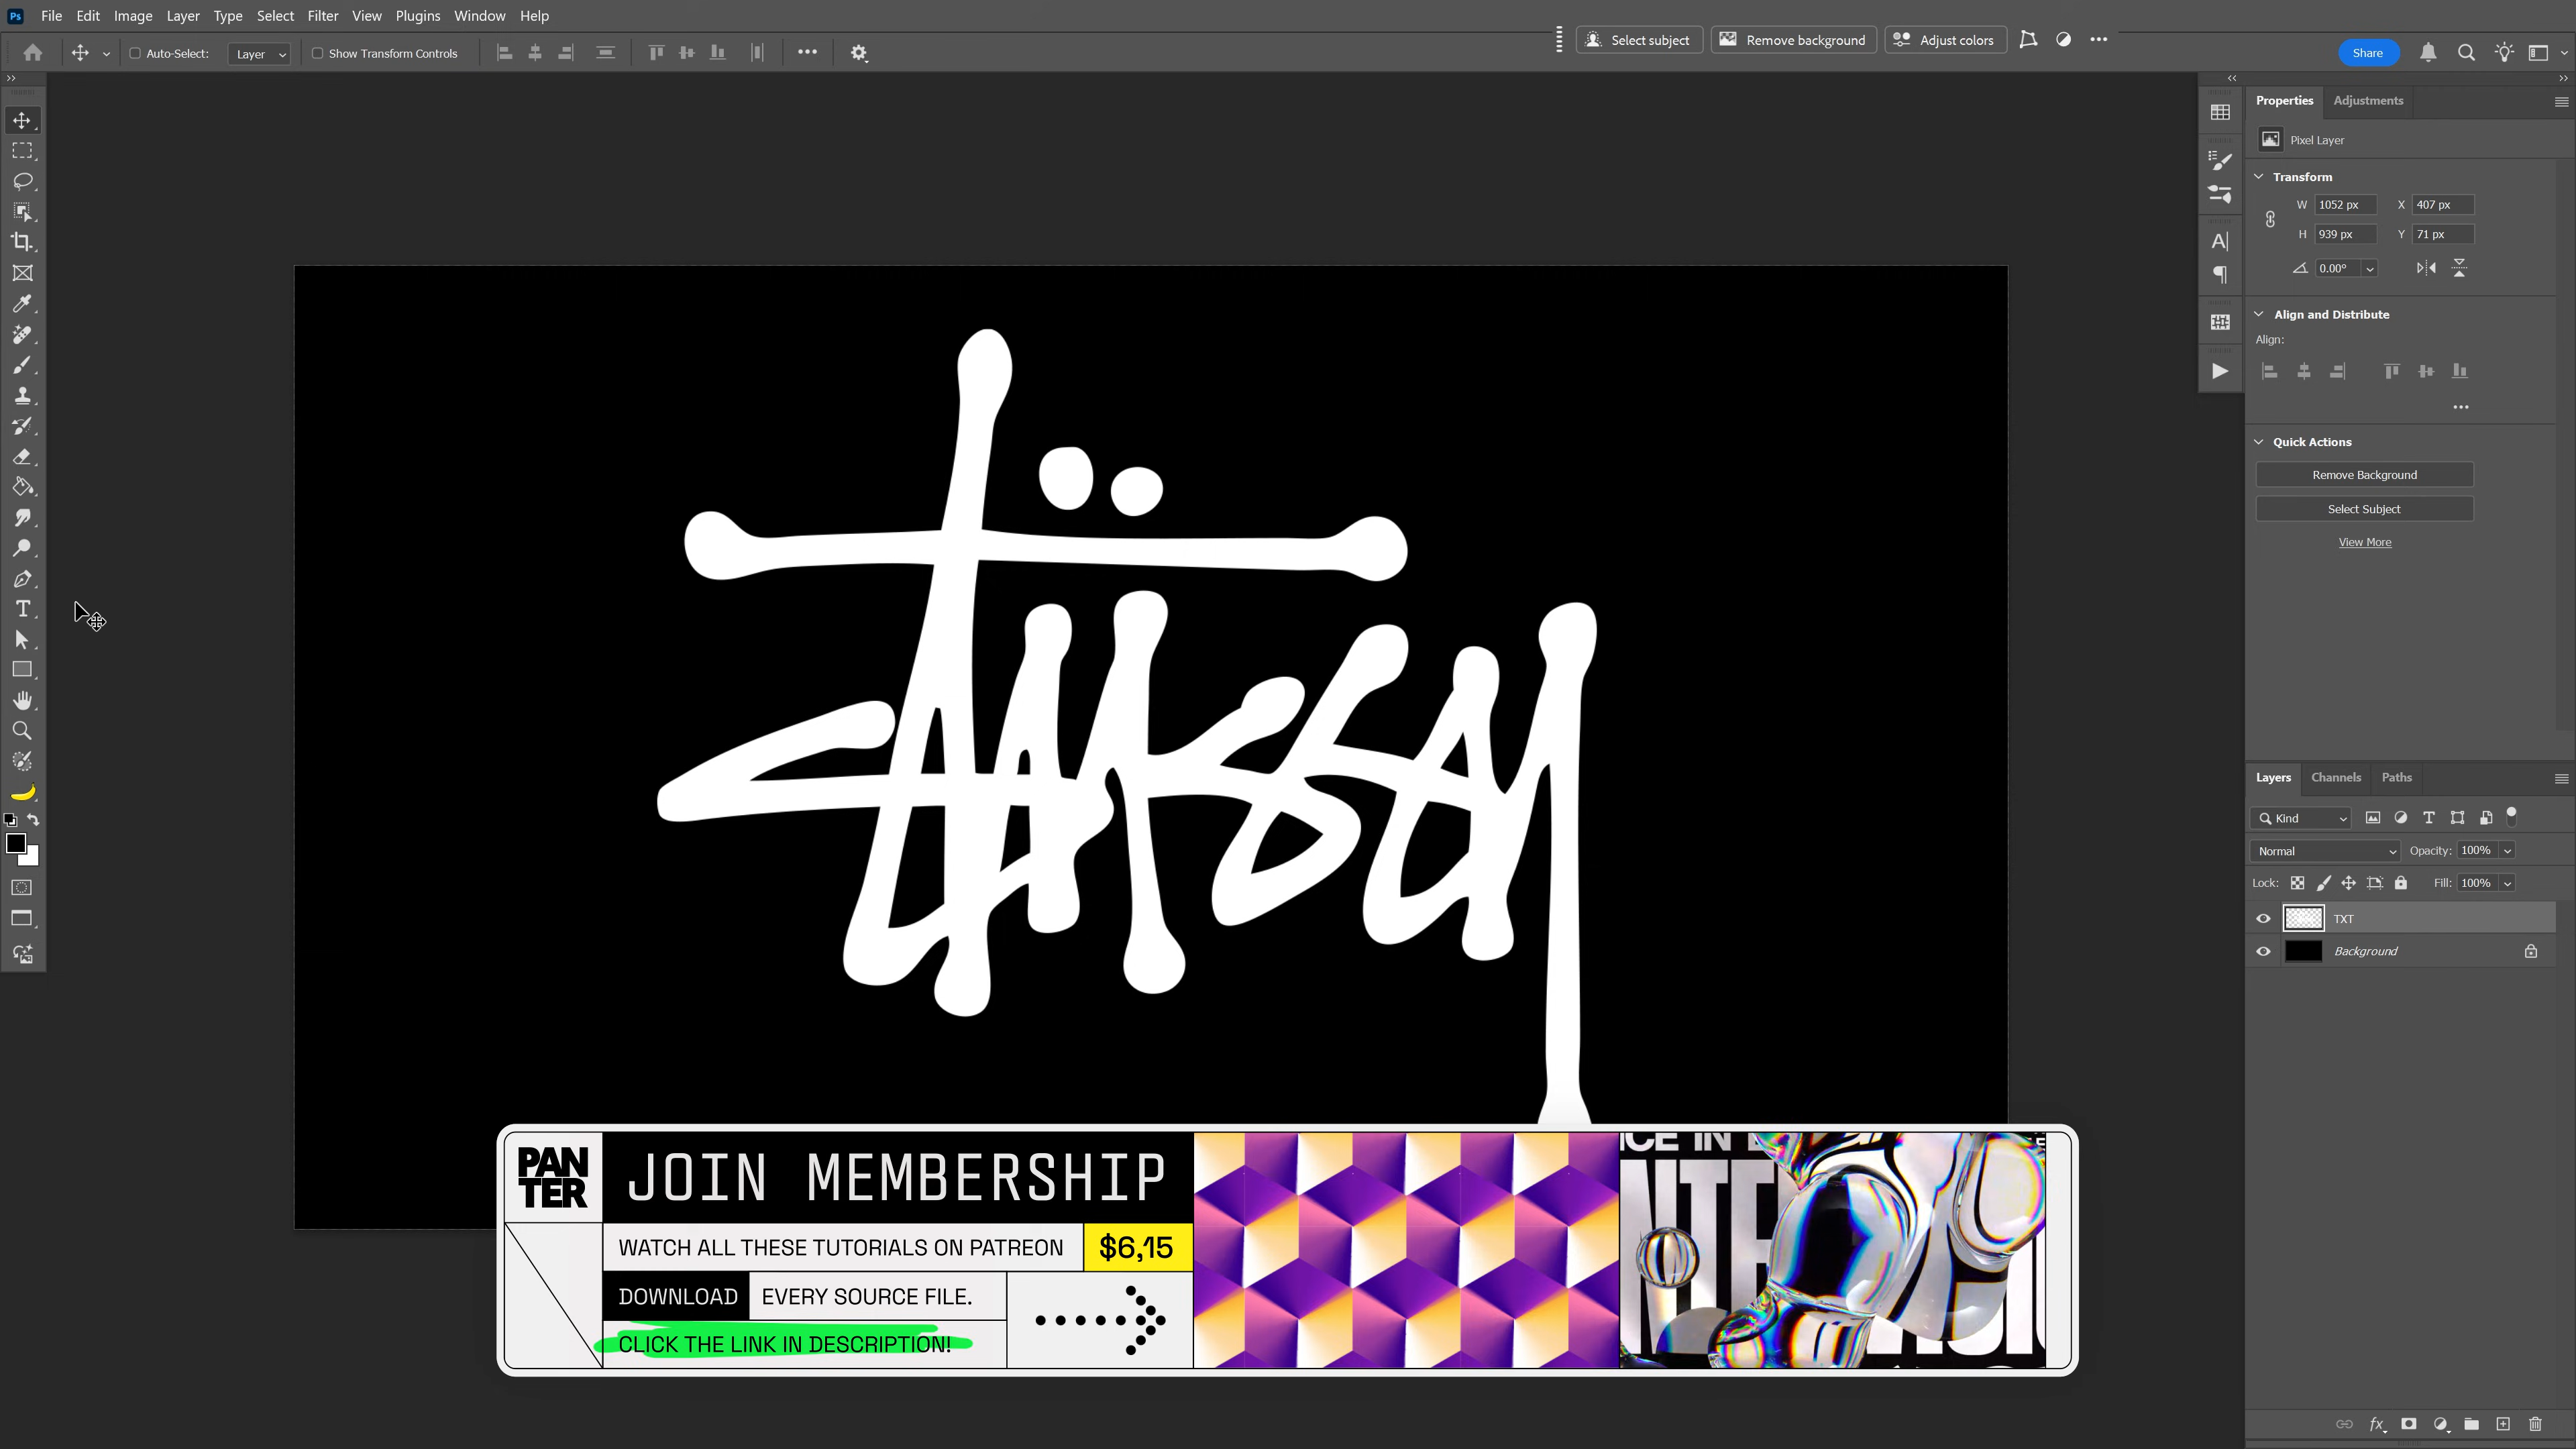 Ps File Edit Image Layer Type Select Filter View Plugins Window Help
Auto-Select: Layer Show Transform Controls
Select subject Remove background Adjust colors
Share
Properties Adjustments
Pixel Layer
Transform
W 1052 px X 407 px
H 939 px Y 71 px
0.00°
Align and Distribute
Align:
Quick Actions
Remove Background
Select Subject
View More
Stüssy
Layers Channels Paths
Kind
Normal Opacity: 100%
Lock: Fill: 100%
TXT
Background
PAN
TER
JOIN MEMBERSHIP
WATCH ALL THESE TUTORIALS ON PATREON $6,15
DOWNLOAD EVERY SOURCE FILE.
CLICK THE LINK IN DESCRIPTION!